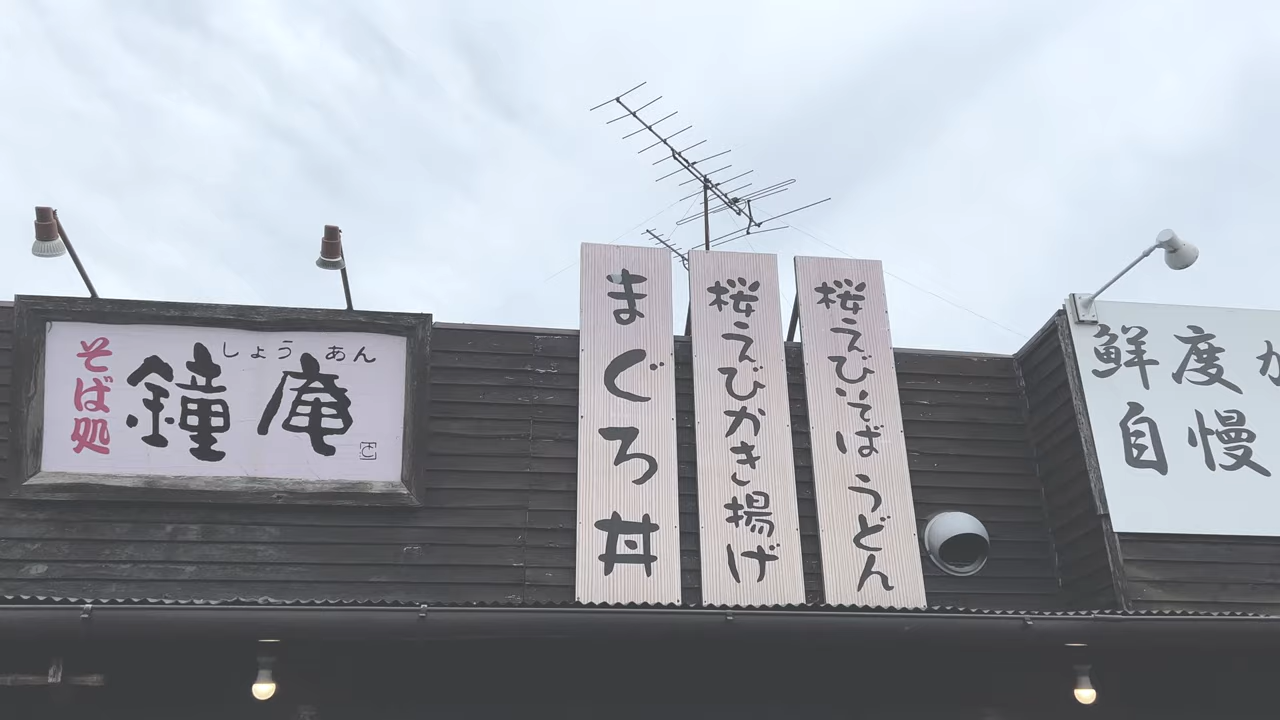 そば処
しょう あん
鐘庵
まぐろ丼
桜えびかき揚げ
桜えびそば うどん
鮮度が
自慢